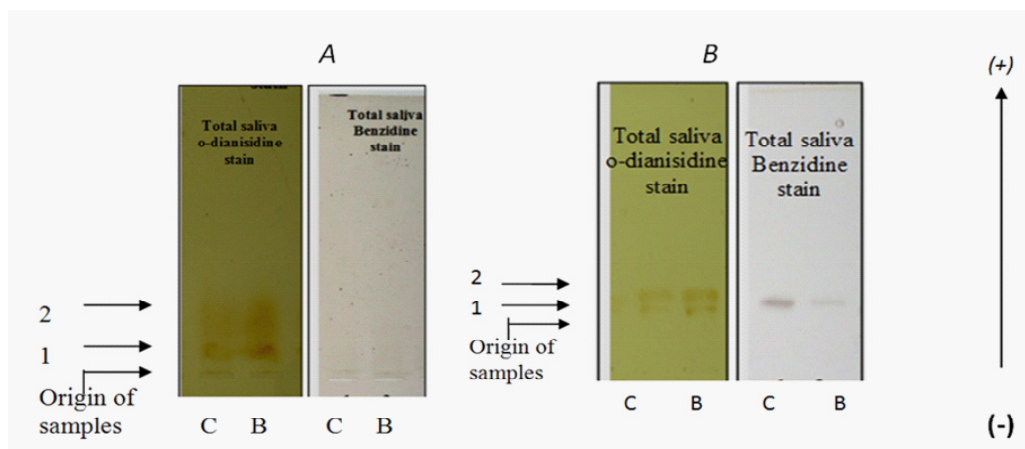 A
B
(+)
stain
Total saliva
o-dianisidine
stain
Total saliva
Benzidine
stain
Total saliva
o-dianisidine
stain
Total saliva
Benzidine
stain
2
1
Origin of
samples
2
1
Origin of
samples
C B
C B
C B
C B
(-)